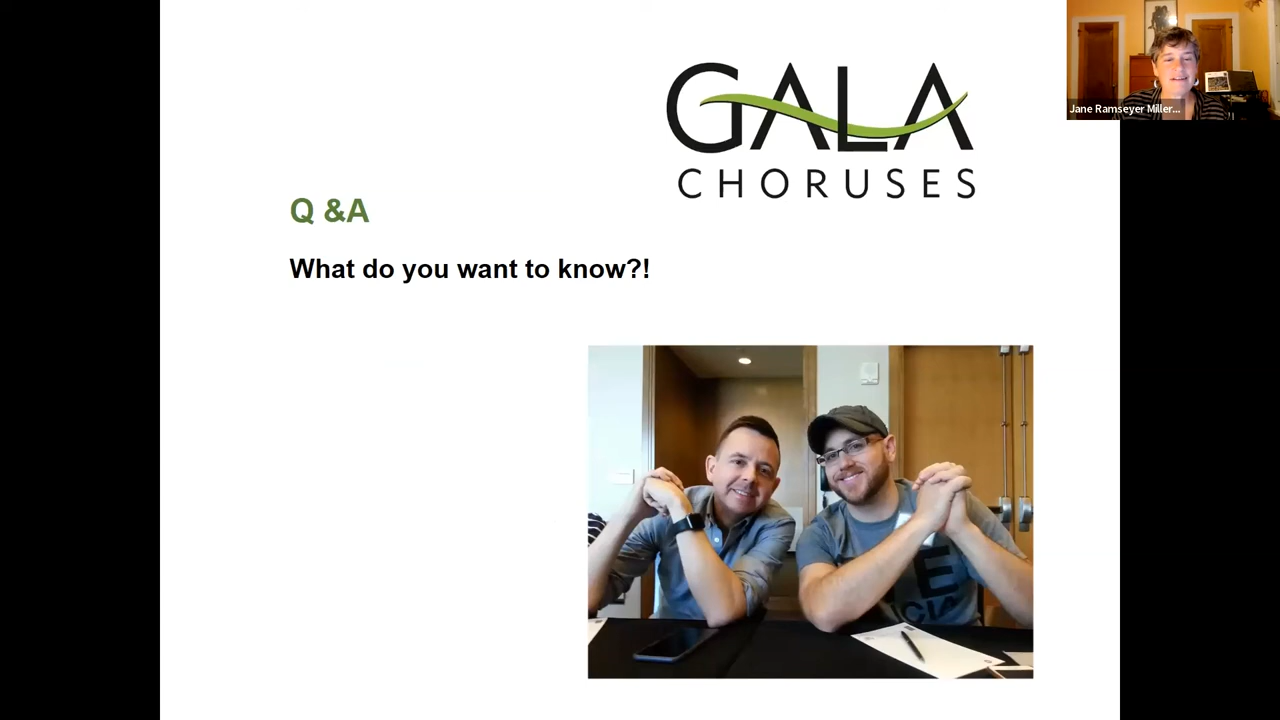 GALA
CHORUSES
Jane Ramseyer Miller...
Q &A
What do you want to know?!